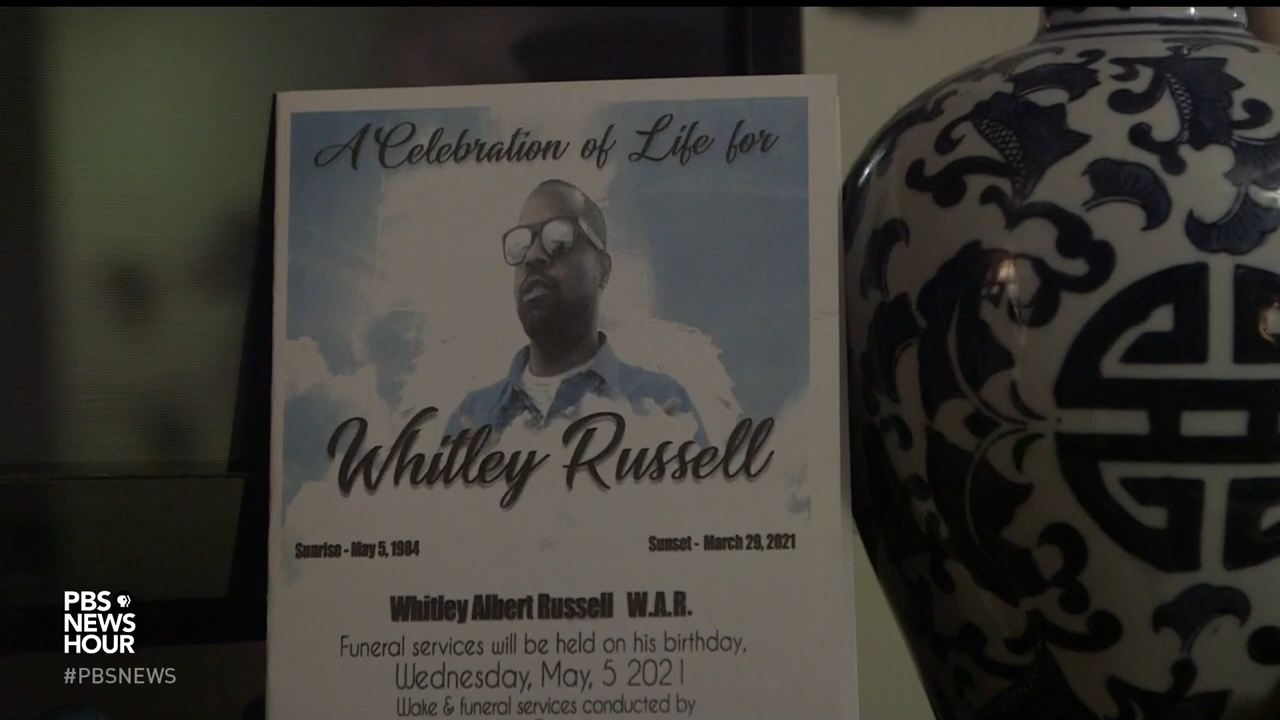 A Celebration of Life for
Whitley Russell
Sunrise - May 5, 1984
Sunset - March 29, 2021
Whitley Albert Russell W.A.R.
Funeral services will be held on his birthday,
Wednesday, May, 5 2021
Wake & funeral services conducted by
PBS
NEWS
HOUR
#PBSNEWS